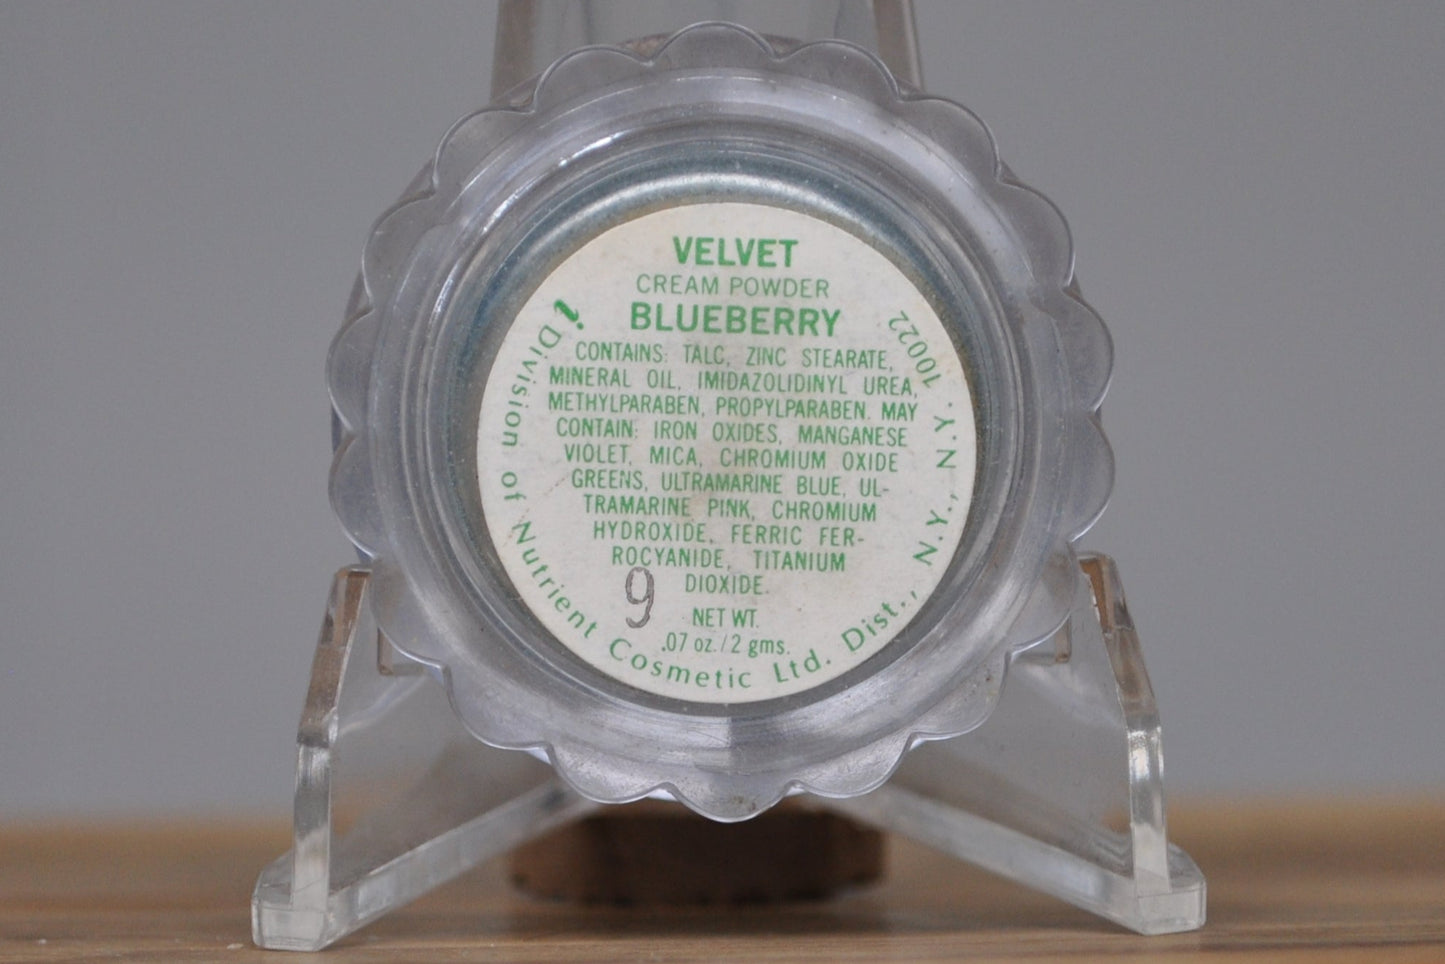 VELVET
CREAM POWDER
BLUEBERRY
CONTAINS: TALC, ZINC STEARATE,
MINERAL OIL, IMIDAZOLIDINYL UREA,
METHYLPARABEN, PROPYLPARABEN. MAY
CONTAIN: IRON OXIDES, MANGANESE
VIOLET, MICA, CHROMIUM OXIDE
GREENS, ULTRAMARINE BLUE, UL-
TRAMARINE PINK, CHROMIUM
HYDROXIDE, FERRIC FER-
ROCYANIDE, TITANIUM
DIOXIDE.
9
NET WT.
.07 oz./2 gms.
i Division of Nutrient Cosmetic Ltd. Dist., N.Y., N.Y. 10022